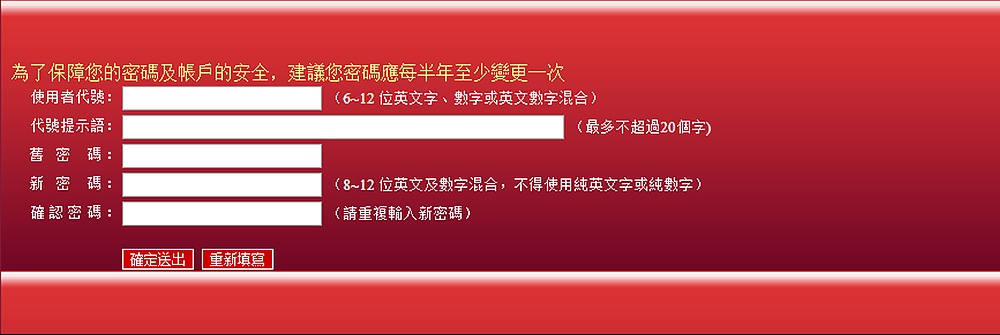 為了保障您的密碼及帳戶的安全，建議您密碼應每半年至少變更一次
使用者代號：（6~12 位英文字、數字或英文數字混合）
代號提示語：（最多不超過20個字)
舊 密 碼：
新 密 碼：（8~12 位英文及數字混合，不得使用純英文字或純數字）
確認密碼：（請重複輸入新密碼）
確定送出 重新填寫